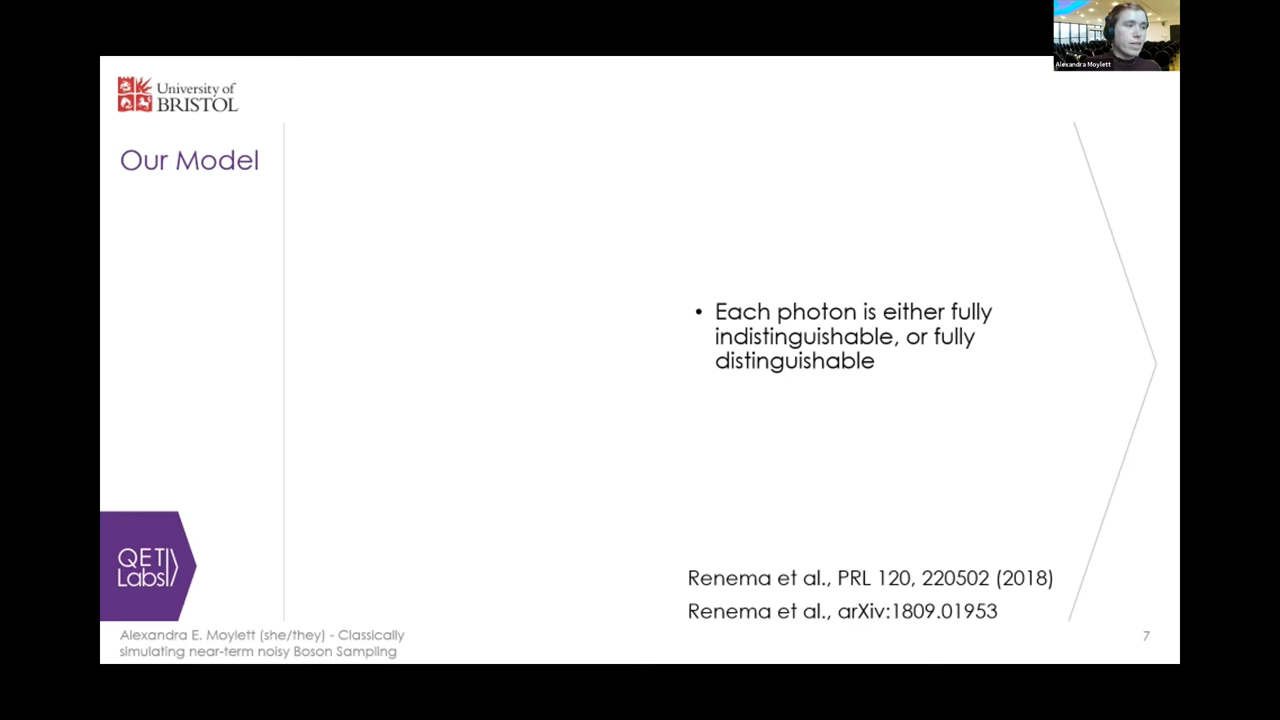 Alexandra Moylett
University of
BRISTOL
Our Model
• Each photon is either fully
indistinguishable, or fully
distinguishable
QET
Labs
Renema et al., PRL 120, 220502 (2018)
Renema et al., arXiv:1809.01953
Alexandra E. Moylett (she/they) - Classically
simulating near-term noisy Boson Sampling
7